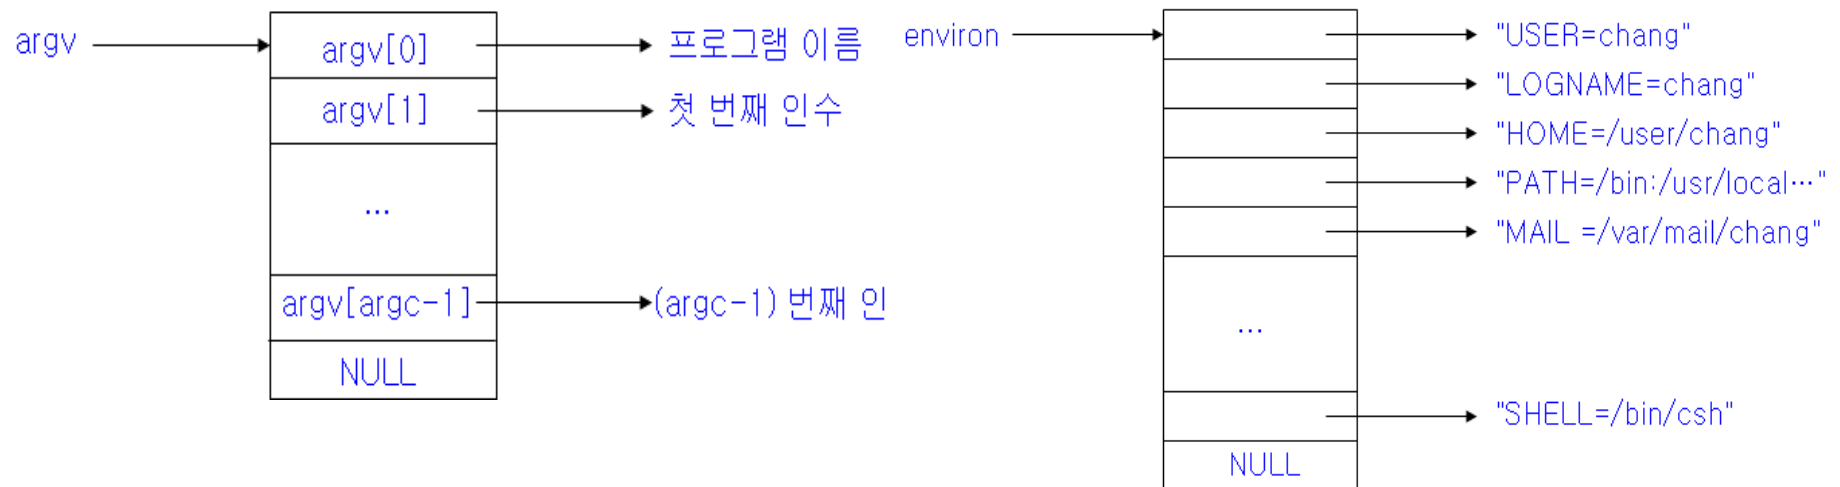 argv
argv[0]
프로그램 이름
argv[1]
첫 번째 인수
...
argv[argc-1]
(argc-1) 번째 인
NULL
environ
"USER=chang"
"LOGNAME=chang"
"HOME=/user/chang"
"PATH=/bin:/usr/local…"
"MAIL =/var/mail/chang"
...
"SHELL=/bin/csh"
NULL